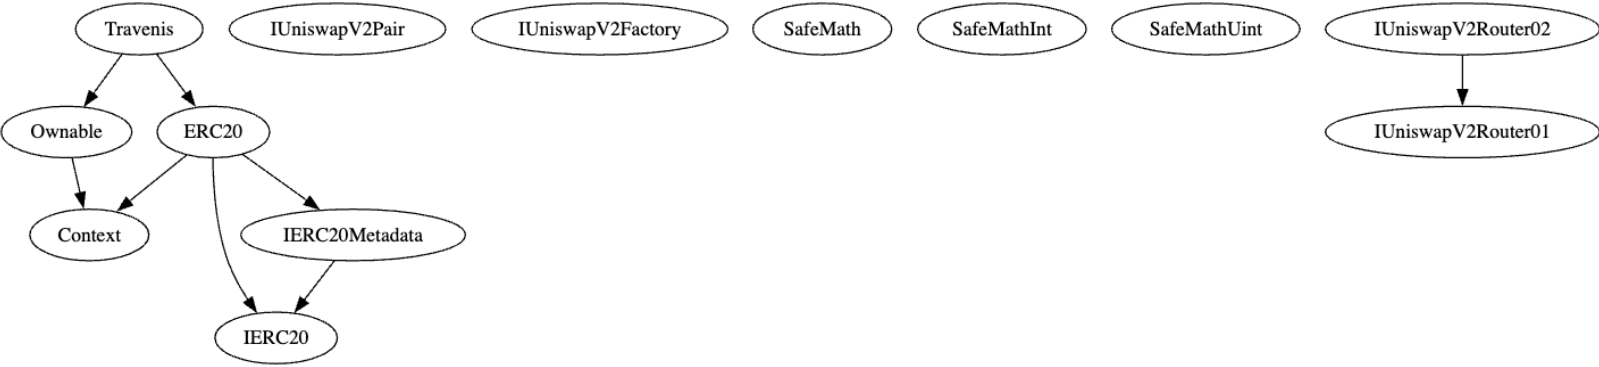 Travenis
IUniswapV2Pair
IUniswapV2Factory
SafeMath
SafeMathInt
SafeMathUint
IUniswapV2Router02
Ownable
ERC20
IUniswapV2Router01
Context
IERC20Metadata
IERC20